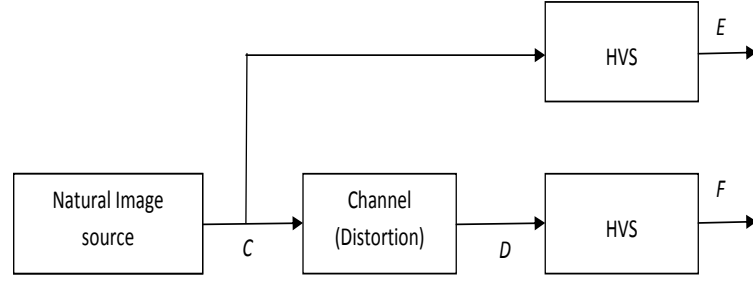 HVS
E
Natural Image
source
C
Channel
(Distortion)
D
HVS
F